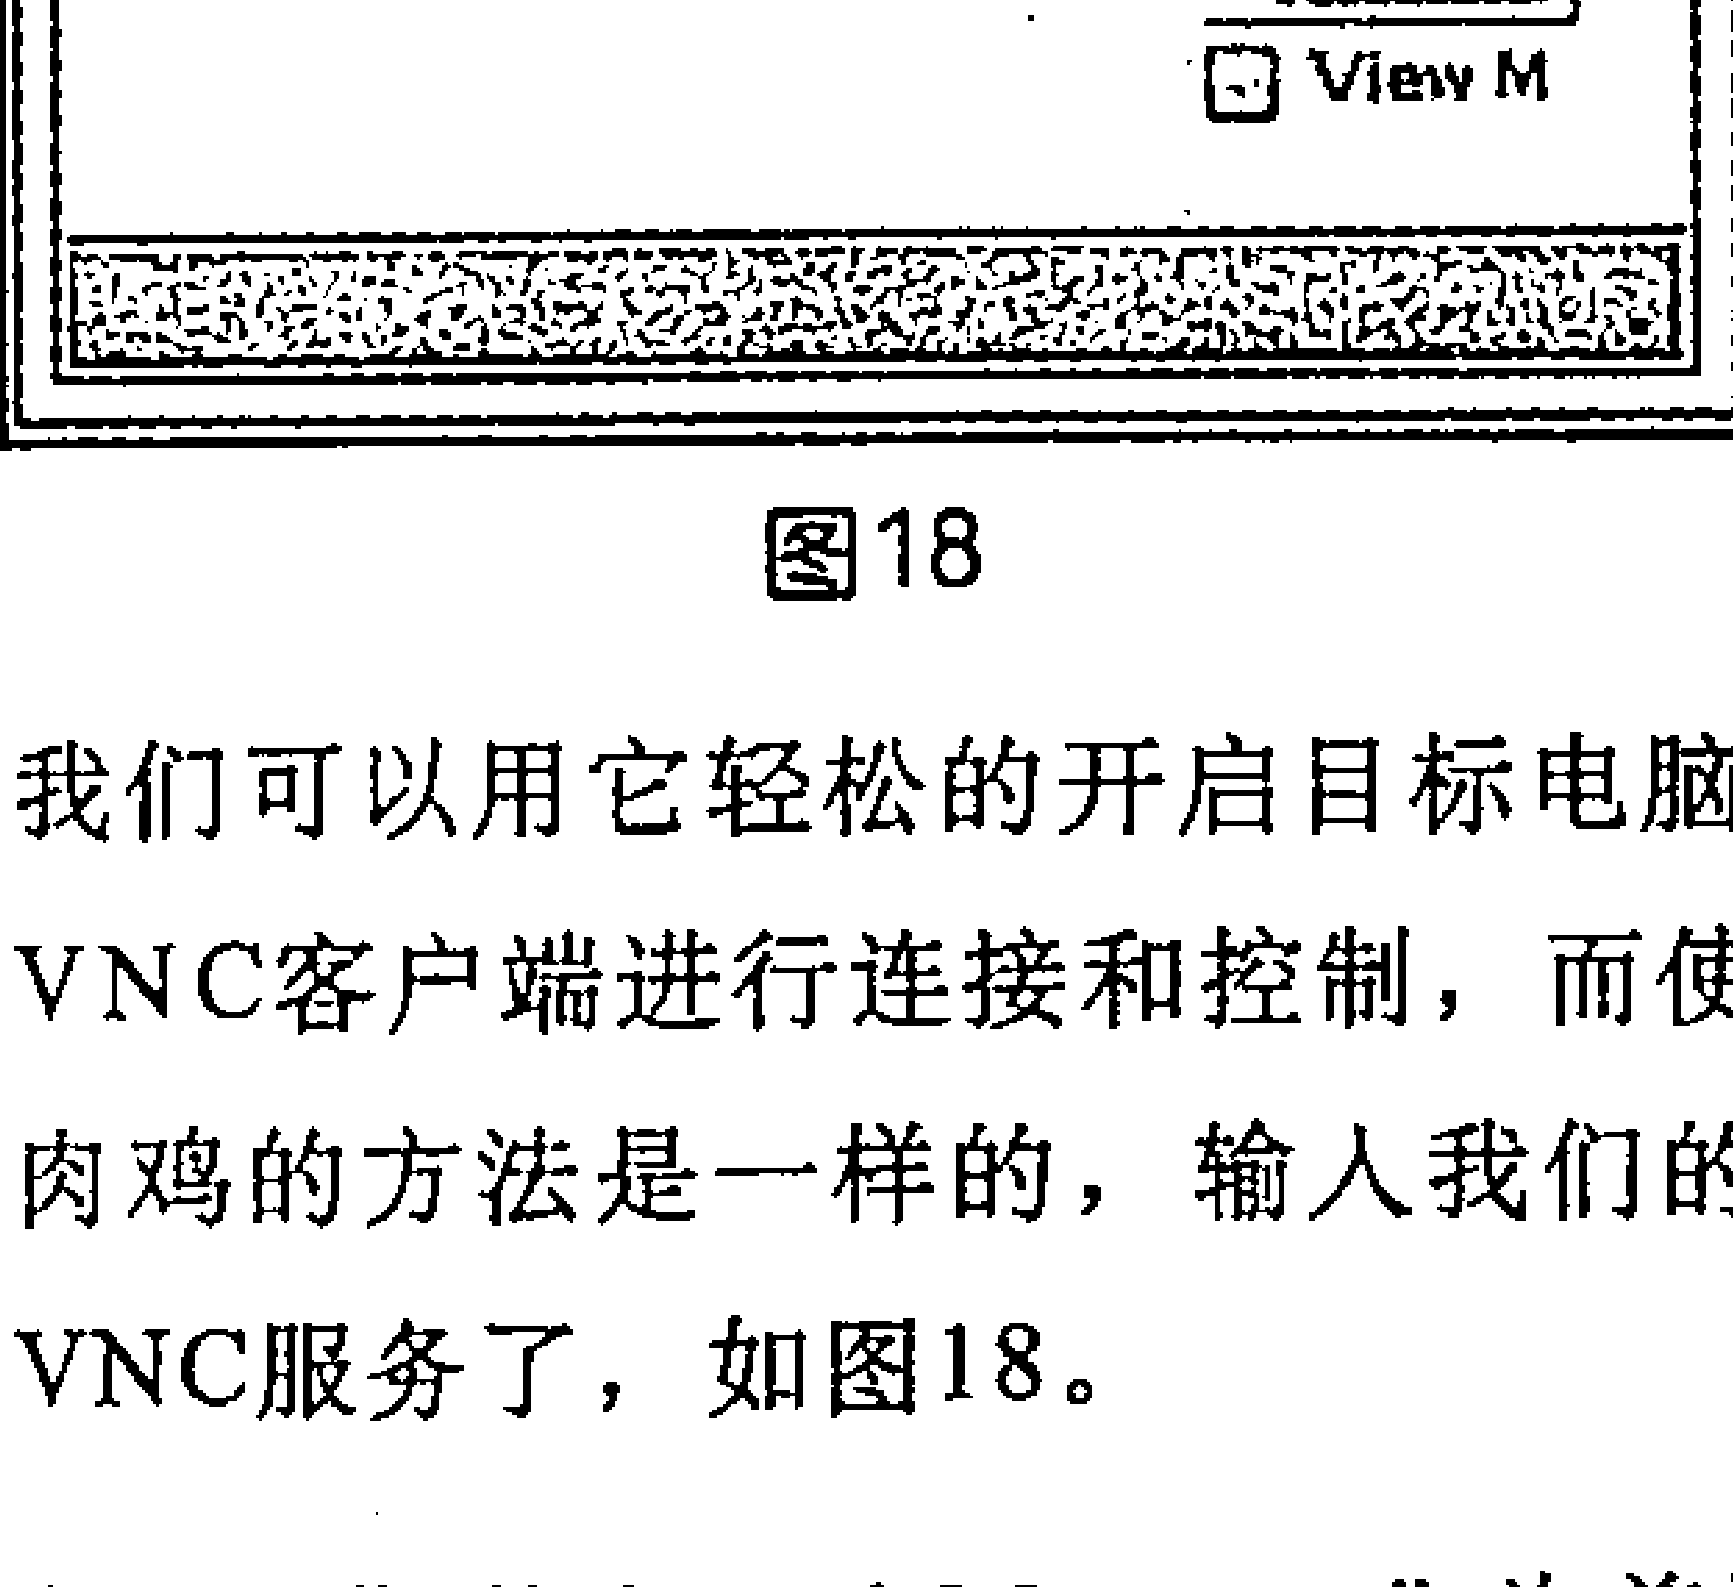 View M
图18
我们可以用它轻松的开启目标电脑
VNC客户端进行连接和控制，而使
肉鸡的方法是一样的，输入我们的
VNC服务了，如图18。